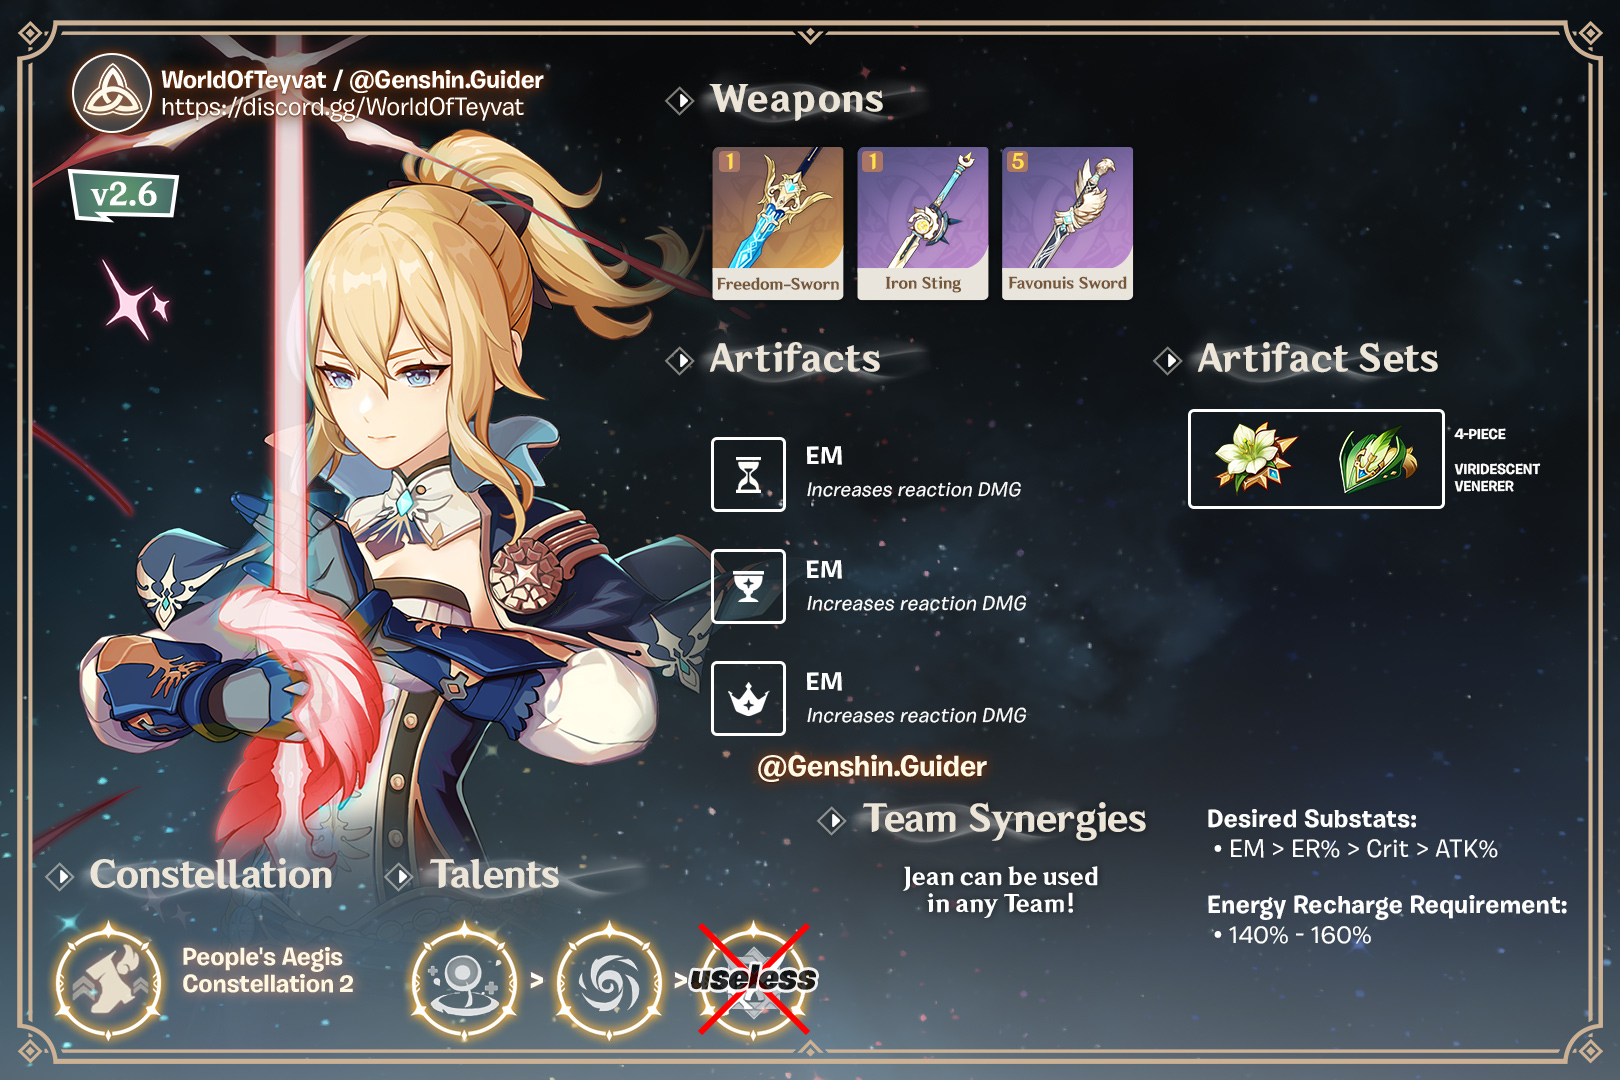 WorldOfTeyvat / @Genshin.Guider
https://discord.gg/WorldOfTeyvat
v2.6
Weapons
1
1
5
Freedom-Sworn
Iron Sting
Favonuis Sword
Artifacts
EM
Increases reaction DMG
EM
Increases reaction DMG
EM
Increases reaction DMG
@Genshin.Guider
Artifact Sets
4-PIECE
VIRIDESCENT
VENERER
Team Synergies
Jean can be used
in any Team!
Desired Substats:
• EM > ER% > Crit > ATK%
Energy Recharge Requirement:
• 140% - 160%
Constellation
People's Aegis
Constellation 2
Talents
> > useless